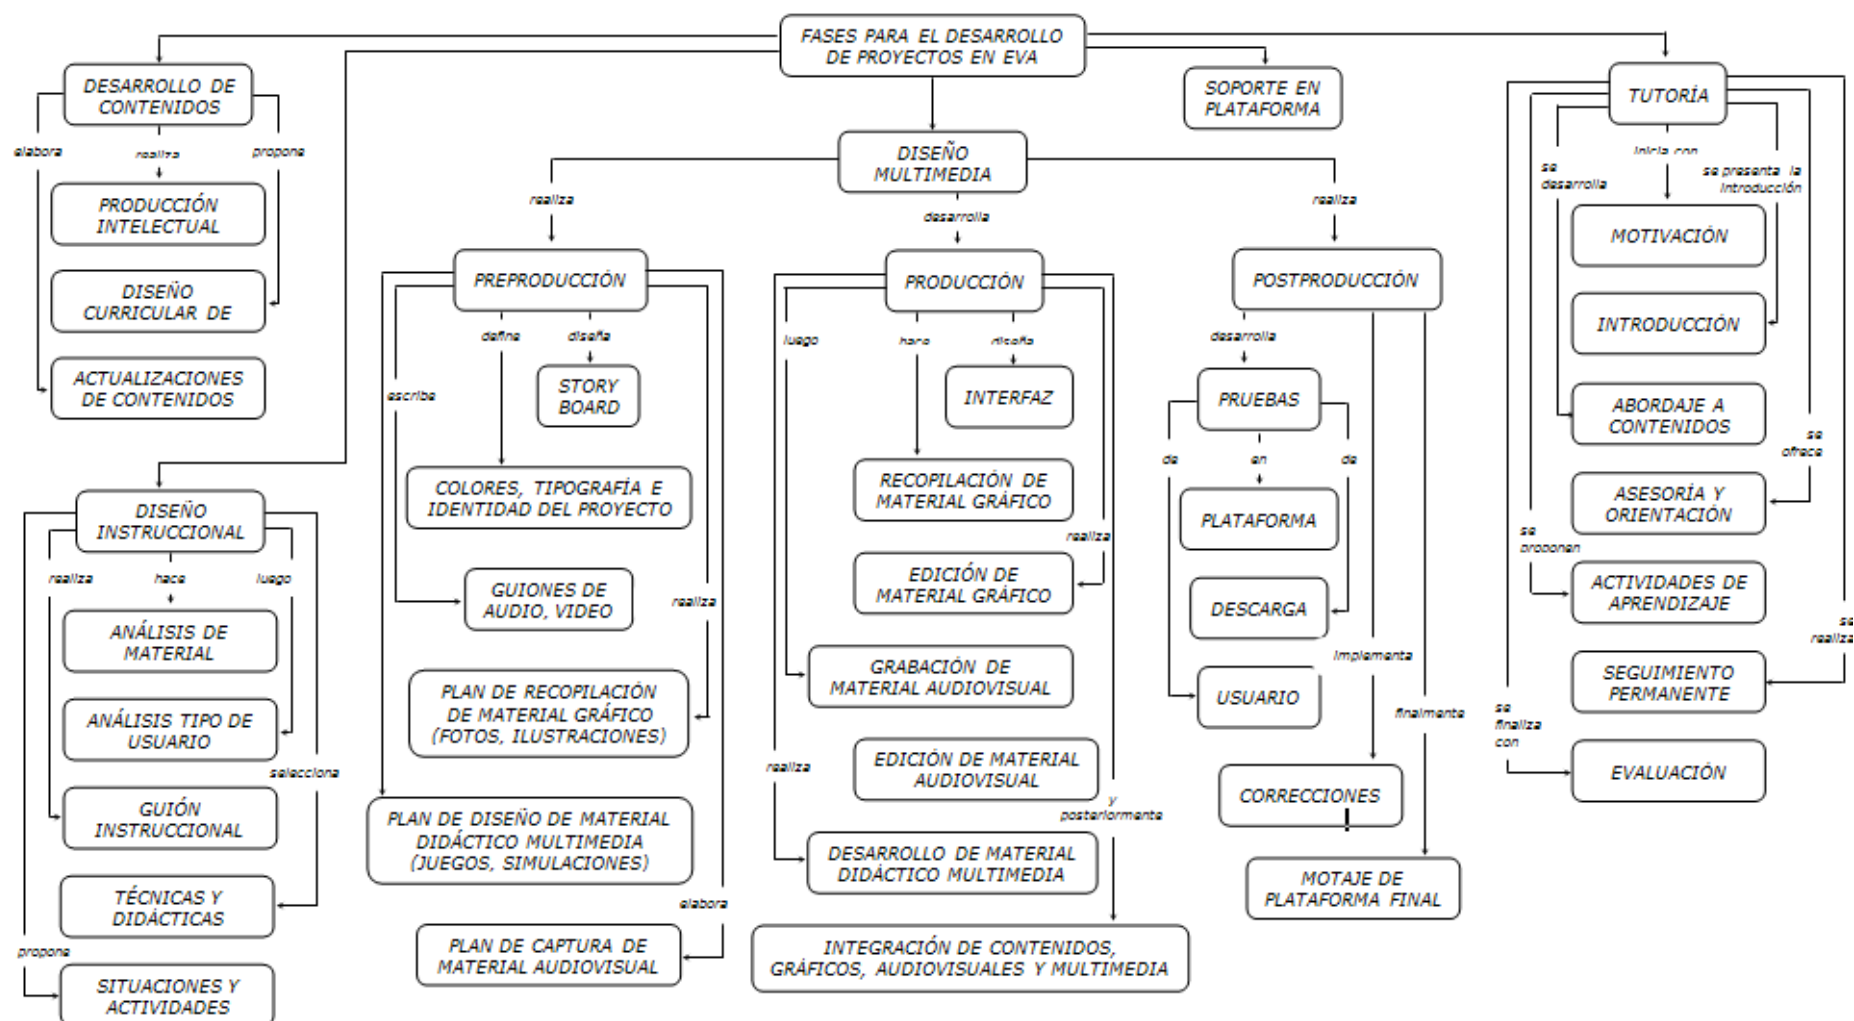 FASES PARA EL DESARROLLO
DE PROYECTOS EN EVA
DESARROLLO DE
CONTENIDOS
elabora
realiza
propone
PRODUCCIÓN
INTELECTUAL
DISEÑO
CURRICULAR DE
ACTUALIZACIONES
DE CONTENIDOS
DISEÑO
INSTRUCCIONAL
realiza
hace
luego
ANÁLISIS DE
MATERIAL
ANÁLISIS TIPO DE
USUARIO
selecciona
GUIÓN
INSTRUCCIONAL
TÉCNICAS Y
DIDÁCTICAS
propone
SITUACIONES Y
ACTIVIDADES
DISEÑO
MULTIMEDIA
realiza
desarrolla
realiza
PREPRODUCCIÓN
define
diseña
escribe
STORY
BOARD
COLORES, TIPOGRAFÍA E
IDENTIDAD DEL PROYECTO
GUIONES DE
AUDIO, VIDEO
realiza
PLAN DE RECOPILACIÓN
DE MATERIAL GRÁFICO
(FOTOS, ILUSTRACIONES)
PLAN DE DISEÑO DE MATERIAL
DIDÁCTICO MULTIMEDIA
(JUEGOS, SIMULACIONES)
elabora
PLAN DE CAPTURA DE
MATERIAL AUDIOVISUAL
PRODUCCIÓN
luego
hace
diseña
INTERFAZ
RECOPILACIÓN DE
MATERIAL GRÁFICO
realiza
EDICIÓN DE
MATERIAL GRÁFICO
GRABACIÓN DE
MATERIAL AUDIOVISUAL
realiza
EDICIÓN DE MATERIAL
AUDIOVISUAL
y
posteriormente
DESARROLLO DE MATERIAL
DIDÁCTICO MULTIMEDIA
INTEGRACIÓN DE CONTENIDOS,
GRÁFICOS, AUDIOVISUALES Y MULTIMEDIA
POSTPRODUCCIÓN
desarrolla
PRUEBAS
de
en
de
PLATAFORMA
DESCARGA
implementa
USUARIO
finalmente
CORRECCIONES
MOTAJE DE
PLATAFORMA FINAL
SOPORTE EN
PLATAFORMA
TUTORÍA
se
desarrolla
inicia con
se presenta la
introducción
MOTIVACIÓN
INTRODUCCIÓN
ABORDAJE A
CONTENIDOS
se
ofrece
ASESORÍA Y
ORIENTACIÓN
se
proponen
ACTIVIDADES DE
APRENDIZAJE
se
realiza
SEGUIMIENTO
PERMANENTE
se
finaliza
con
EVALUACIÓN